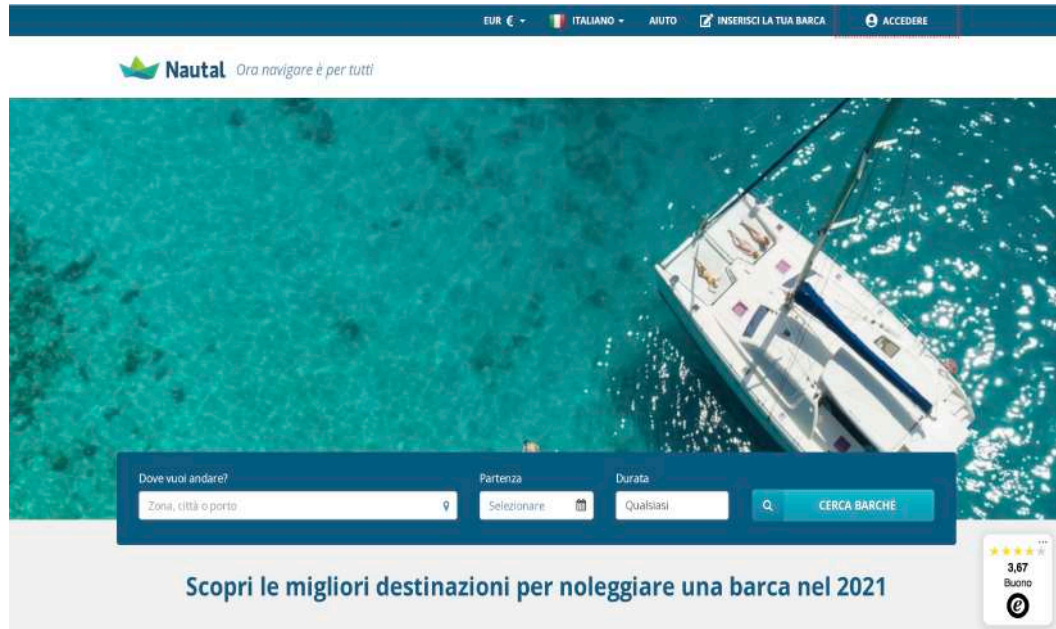 EUR € ITALIANO AIUTO INSERISCI LA TUA BARCA ACCEDERE
Nautal Ora navigare è per tutti
Dove vuoi andare? Partenza Durata
Zona, città o porto Selezionare Qualsiasi CERCA BARCHE
Scopri le migliori destinazioni per noleggiare una barca nel 2021
3,67
Buono
e